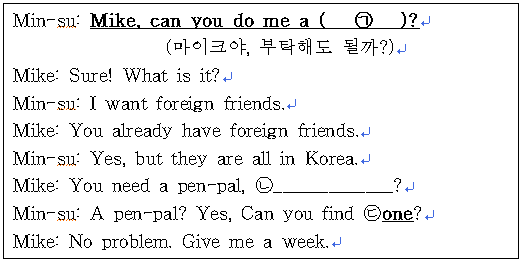 Min-su: Mike, can you do me a ( ㉠ )?
(마이크야, 부탁해도 될까?)
Mike: Sure! What is it?
Min-su: I want foreign friends.
Mike: You already have foreign friends.
Min-su: Yes, but they are all in Korea.
Mike: You need a pen-pal, ㉡____________?
Min-su: A pen-pal? Yes, Can you find ㉢one?
Mike: No problem. Give me a week.